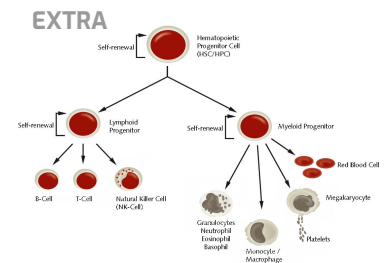 EXTRA
Self-renewal
Hematopoietic
Progenitor Cell
(HSC/HPC)
Self-renewal
Lymphoid
Progenitor
Self-renewal
Myeloid Progenitor
Red Blood Cell
B-Cell
T-Cell
Natural Killer Cell
(NK-Cell)
Megakaryocyte
Granulocytes
Neutrophil
Eosinophil
Basophil
Monocyte /
Macrophage
Platelets